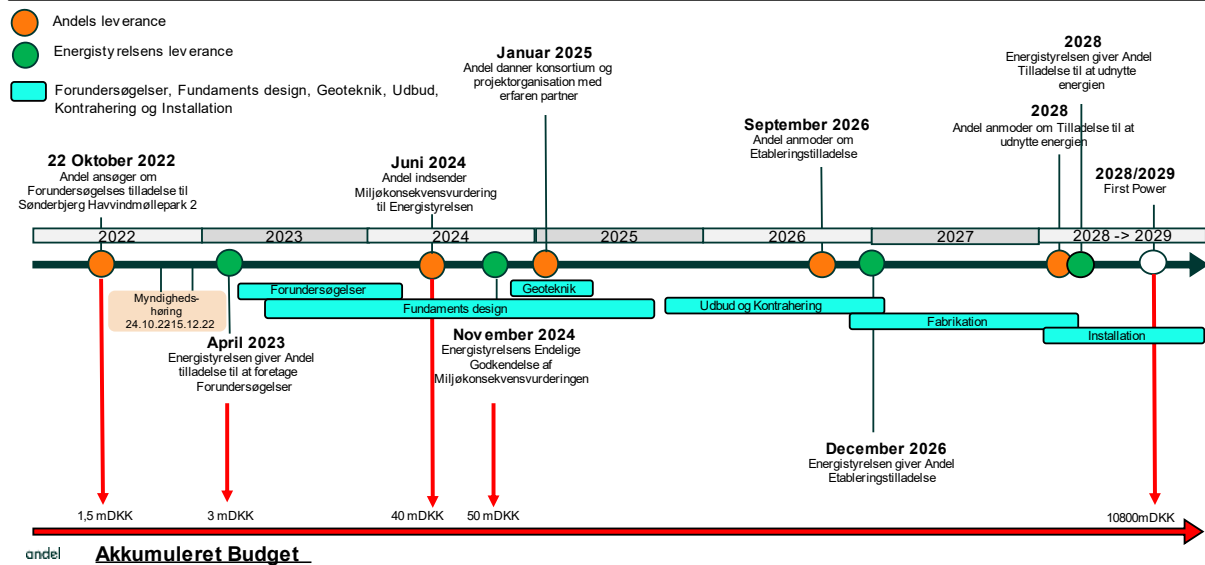 Andels leverance
Energistyrelsens leverance
Forundersøgelser, Fundaments design, Geoteknik, Udbud,
Kontrahering og Installation
22 Oktober 2022
Andel ansøger om
Forundersøgelses tilladelse til
Sønderbjerg Havvindmøllepark 2
Juni 2024
Andel indsender
Miljøkonsekvensvurdering
til Energistyrelsen
Januar 2025
Andel danner konsortium og
projektorganisation med
erfaren partner
September 2026
Andel anmoder om
Etableringstilladelse
2028
Energistyrelsen giver Andel
Tilladelse til at udnytte
energien
2028
Andel anmoder om Tilladelse til at
udnytte energien
2028/2029
First Power
2022
2023
2024
2025
2026
2027
2028 -> 2029
Myndigheds-
høring
24.10.22-15.12.22
Forundersøgelser
Fundaments design
Geoteknik
Udbud og Kontrahering
Fabrikation
Installation
April 2023
Energistyrelsen giver Andel
tilladelse til at foretage
Forundersøgelser
November 2024
Energistyrelsens Endelige
Godkendelse af
Miljøkonsekvensvurderingen
December 2026
Energistyrelsen giver Andel
Etableringstilladelse
1,5 mDKK
3 mDKK
40 mDKK
50 mDKK
10800mDKK
andel
Akkumuleret Budget